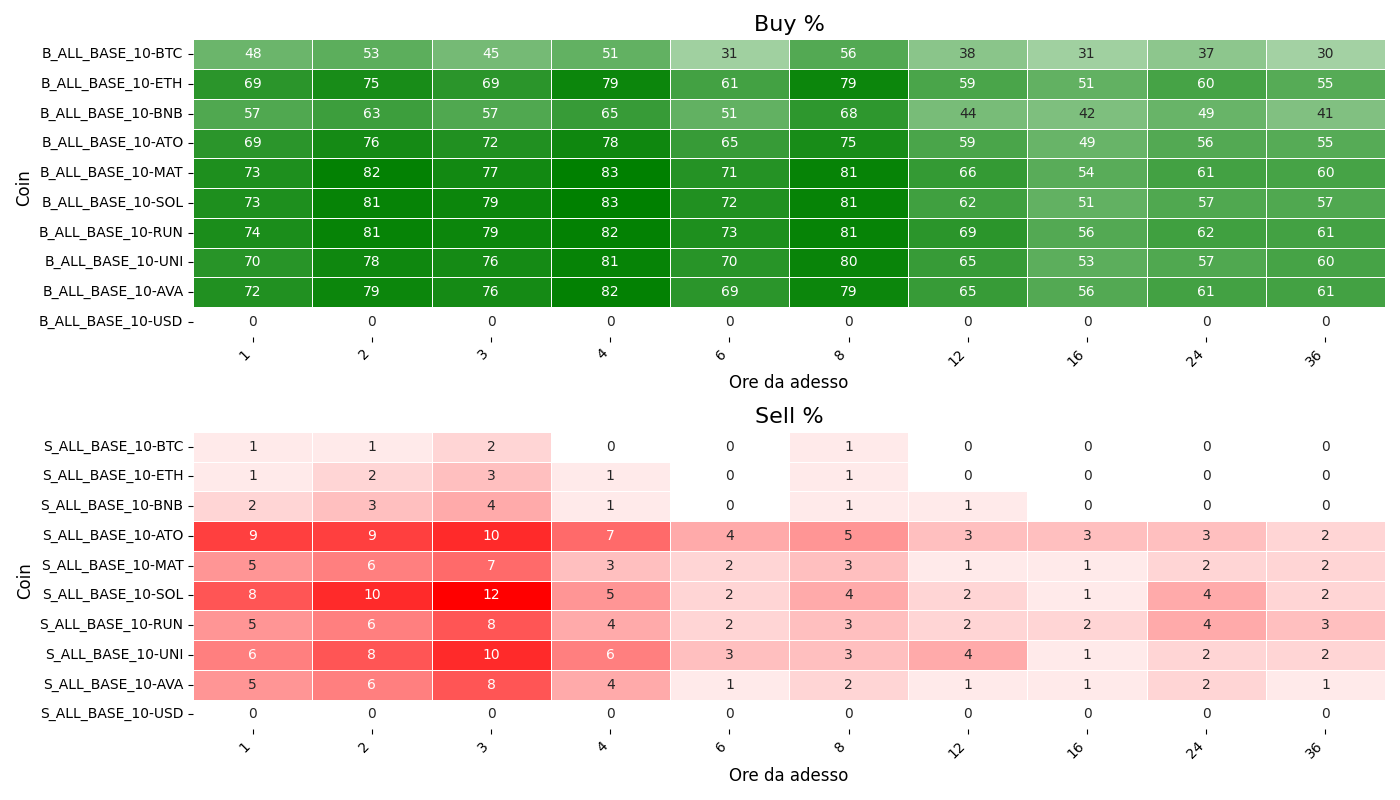 Buy %
Coin
B_ALL_BASE_10-BTC 48 53 45 51 31 56 38 31 37 30
B_ALL_BASE_10-ETH 69 75 69 79 61 79 59 51 60 55
B_ALL_BASE_10-BNB 57 63 57 65 51 68 44 42 49 41
B_ALL_BASE_10-ATO 69 76 72 78 65 75 59 49 56 55
B_ALL_BASE_10-MAT 73 82 77 83 71 81 66 54 61 60
B_ALL_BASE_10-SOL 73 81 79 83 72 81 62 51 57 57
B_ALL_BASE_10-RUN 74 81 79 82 73 81 69 56 62 61
B_ALL_BASE_10-UNI 70 78 76 81 70 80 65 53 57 60
B_ALL_BASE_10-AVA 72 79 76 82 69 79 65 56 61 61
B_ALL_BASE_10-USD 0 0 0 0 0 0 0 0 0 0
1 2 3 4 6 8 12 16 24 36
Ore da adesso
Sell %
Coin
S_ALL_BASE_10-BTC 1 1 2 0 0 1 0 0 0 0
S_ALL_BASE_10-ETH 1 2 3 1 0 1 0 0 0 0
S_ALL_BASE_10-BNB 2 3 4 1 0 1 1 0 0 0
S_ALL_BASE_10-ATO 9 9 10 7 4 5 3 3 3 2
S_ALL_BASE_10-MAT 5 6 7 3 2 3 1 1 2 2
S_ALL_BASE_10-SOL 8 10 12 5 2 4 2 1 4 2
S_ALL_BASE_10-RUN 5 6 8 4 2 3 2 2 4 3
S_ALL_BASE_10-UNI 6 8 10 6 3 3 4 1 2 2
S_ALL_BASE_10-AVA 5 6 8 4 1 2 1 1 2 1
S_ALL_BASE_10-USD 0 0 0 0 0 0 0 0 0 0
1 2 3 4 6 8 12 16 24 36
Ore da adesso